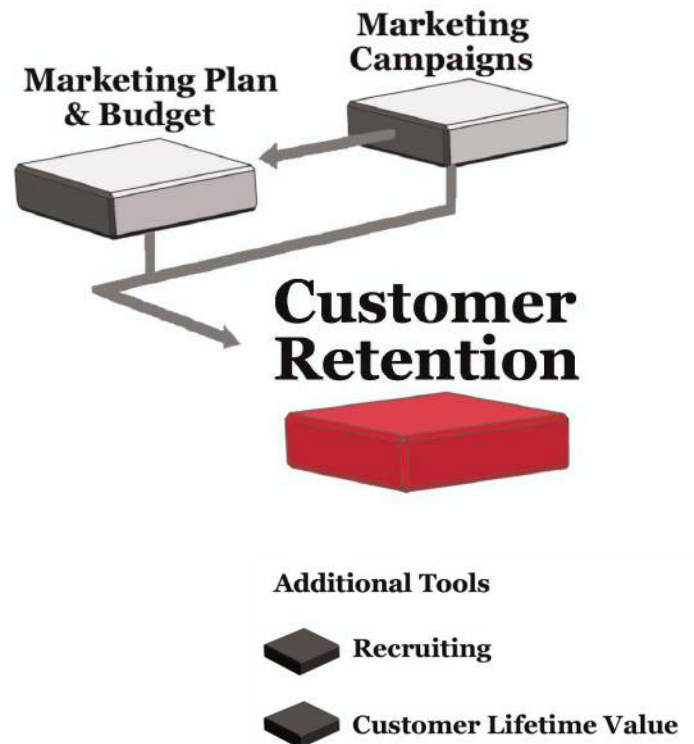 Marketing
Campaigns
Marketing Plan
& Budget
Customer
Retention
Additional Tools
Recruiting
Customer Lifetime Value